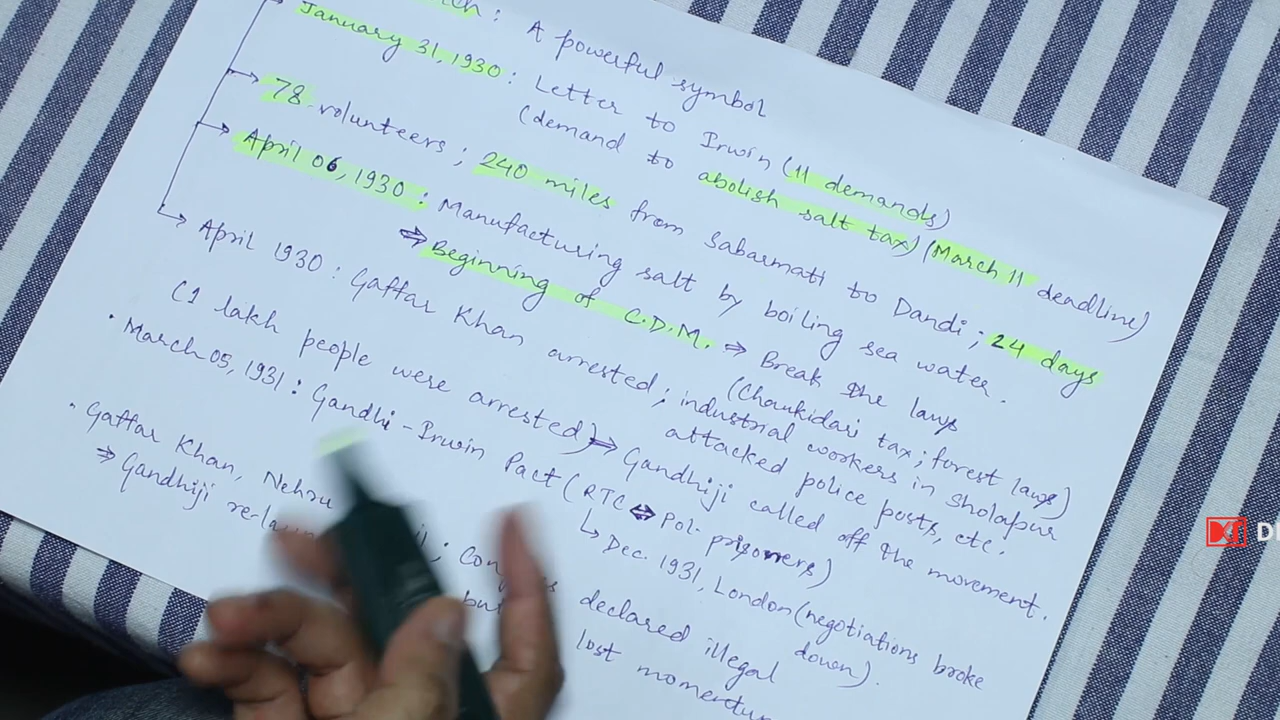 : A powerful symbol
January 31, 1930 : Letter to Irwin (11 demands)
(demand to abolish salt tax) (March 11 deadline)
78 volunteers ; 240 miles from Sabarmati to Dandi ; 24 days
April 06, 1930 : Manufacturing salt by boiling sea water.
⇒ Beginning of C.D.M. ⇒ Break the laws
(Chaukidari tax ; forest laws)
April 1930 : Gaffar Khan arrested ; industrial workers in Sholapur
attacked police posts, etc.
(1 lakh people were arrested) ⇒ Gandhiji called off the movement.
• March 05, 1931 : Gandhi-Irwin Pact (RTC ⇔ Pol. prisoners)
↳ Dec. 1931, London (negotiations broke
down).
• Gaffar Khan, Nehru ; declared illegal
⇒ Gandhiji lost